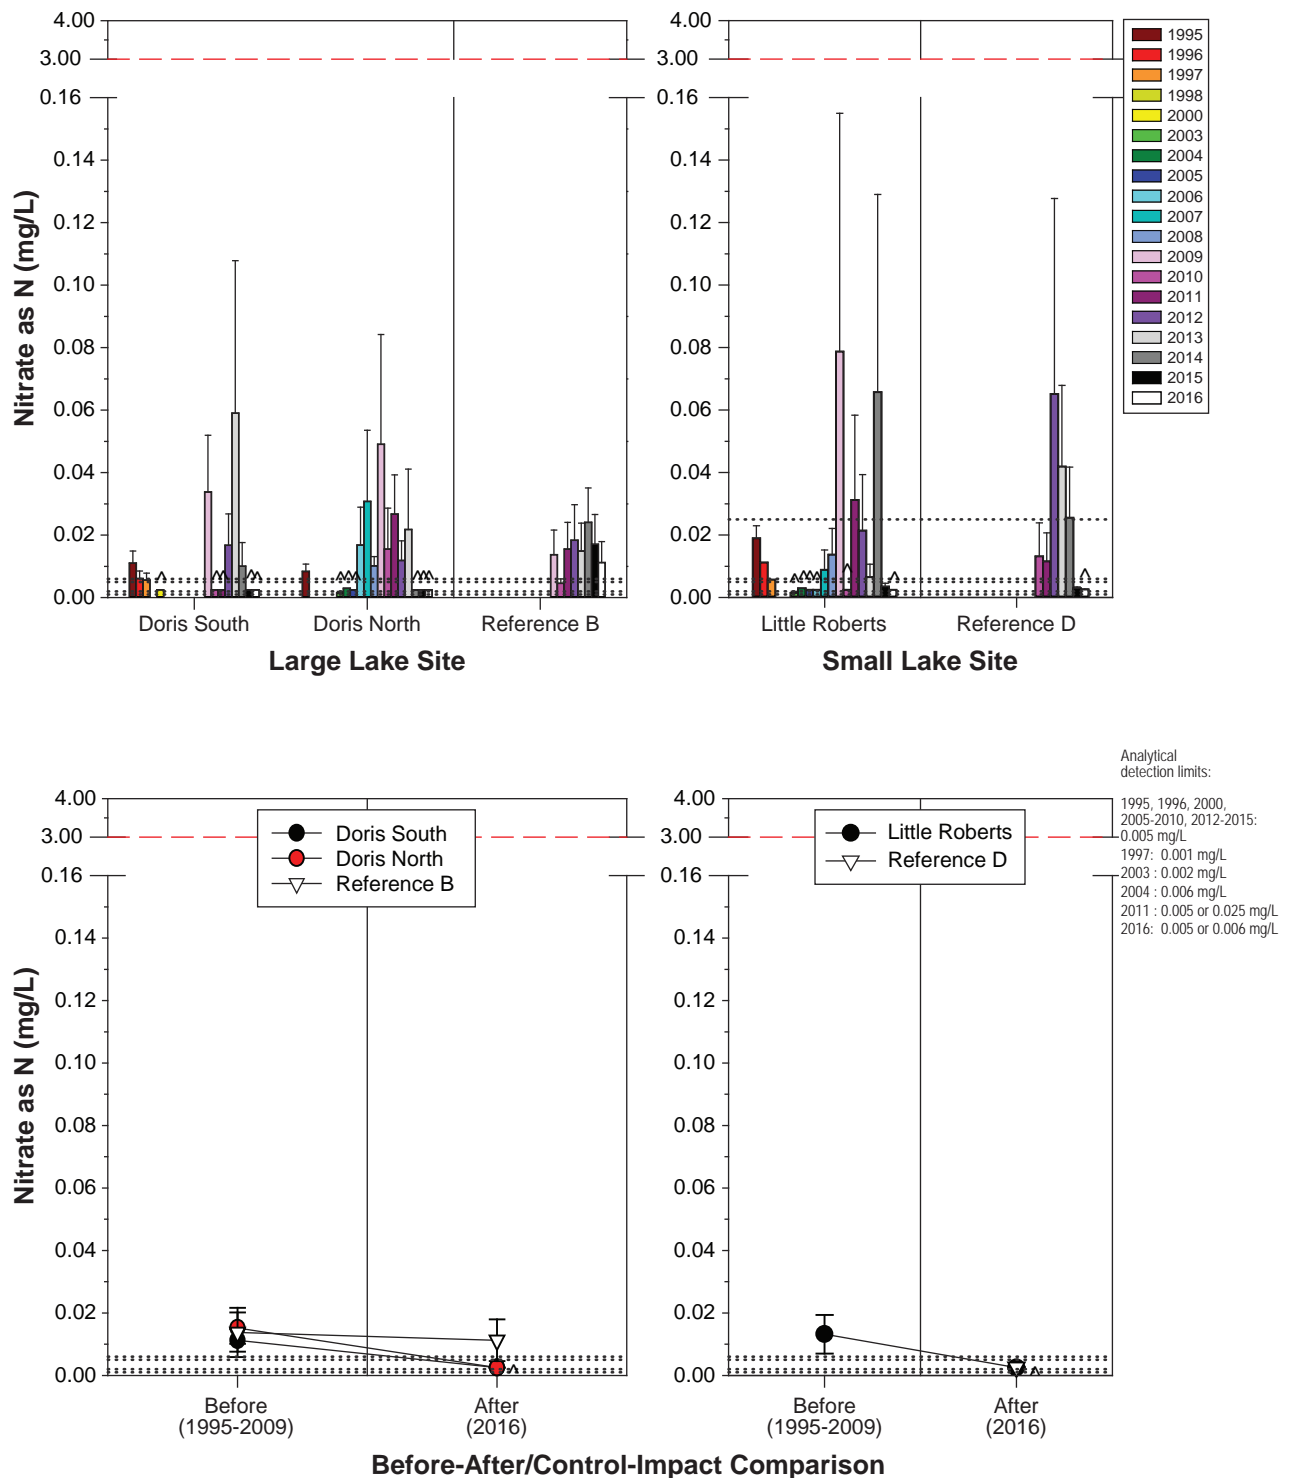 4.00
3.00
0.16
0.14
0.12
0.10
0.08
0.06
0.04
0.02
0.00
Nitrate as N (mg/L)
^ ^ ^ ^ ^ ^ ^ ^ ^ ^ ^
Doris South Doris North Reference B
Large Lake Site
4.00
3.00
0.16
0.14
0.12
0.10
0.08
0.06
0.04
0.02
0.00
^ ^ ^ ^ ^ ^ ^
Little Roberts Reference D
Small Lake Site
1995
1996
1997
1998
2000
2003
2004
2005
2006
2007
2008
2009
2010
2011
2012
2013
2014
2015
2016
4.00
3.00
0.16
0.14
0.12
0.10
0.08
0.06
0.04
0.02
0.00
Nitrate as N (mg/L)
Doris South
Doris North
Reference B
^
Before After
(1995-2009) (2016)
4.00
3.00
0.16
0.14
0.12
0.10
0.08
0.06
0.04
0.02
0.00
Little Roberts
Reference D
^
Before After
(1995-2009) (2016)
Before-After/Control-Impact Comparison
Analytical
detection limits:
1995, 1996, 2000,
2005-2010, 2012-2015:
0.005 mg/L
1997: 0.001 mg/L
2003 : 0.002 mg/L
2004 : 0.006 mg/L
2011 : 0.005 or 0.025 mg/L
2016: 0.005 or 0.006 mg/L